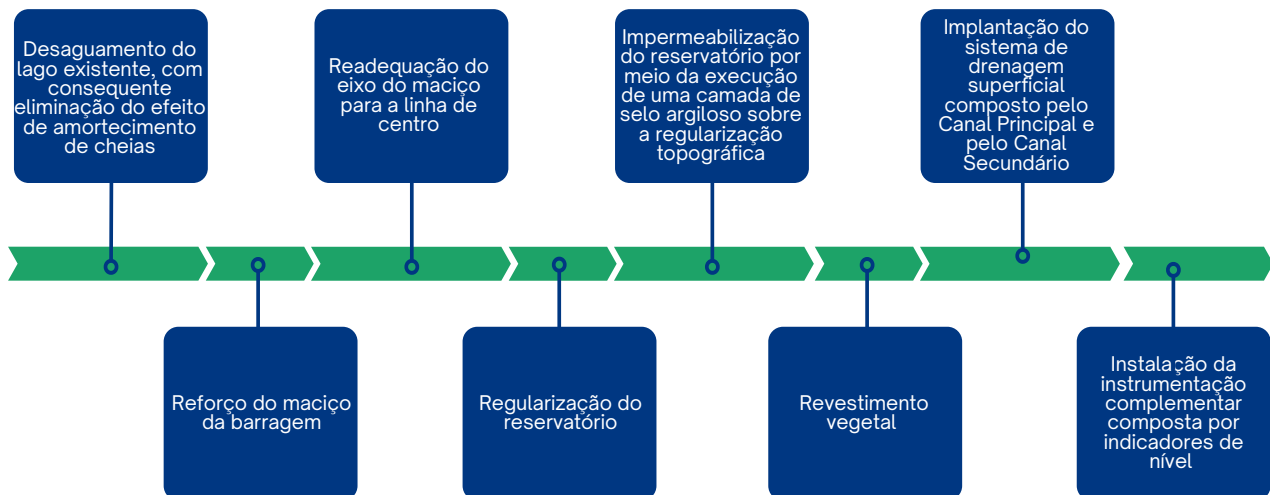 Desaguamento do
lago existente, com
consequente
eliminação do efeito
de amortecimento
de cheias
Reforço do maciço
da barragem
Readequação do
eixo do maciço
para a linha de
centro
Regularização do
reservatório
Impermeabilização
do reservatório por
meio da execução
de uma camada de
selo argiloso sobre
a regularização
topográfica
Revestimento
vegetal
Implantação do
sistema de
drenagem
superficial
composto pelo
Canal Principal e
pelo Canal
Secundário
Instalação da
instrumentação
complementar
composta por
indicadores de
nível